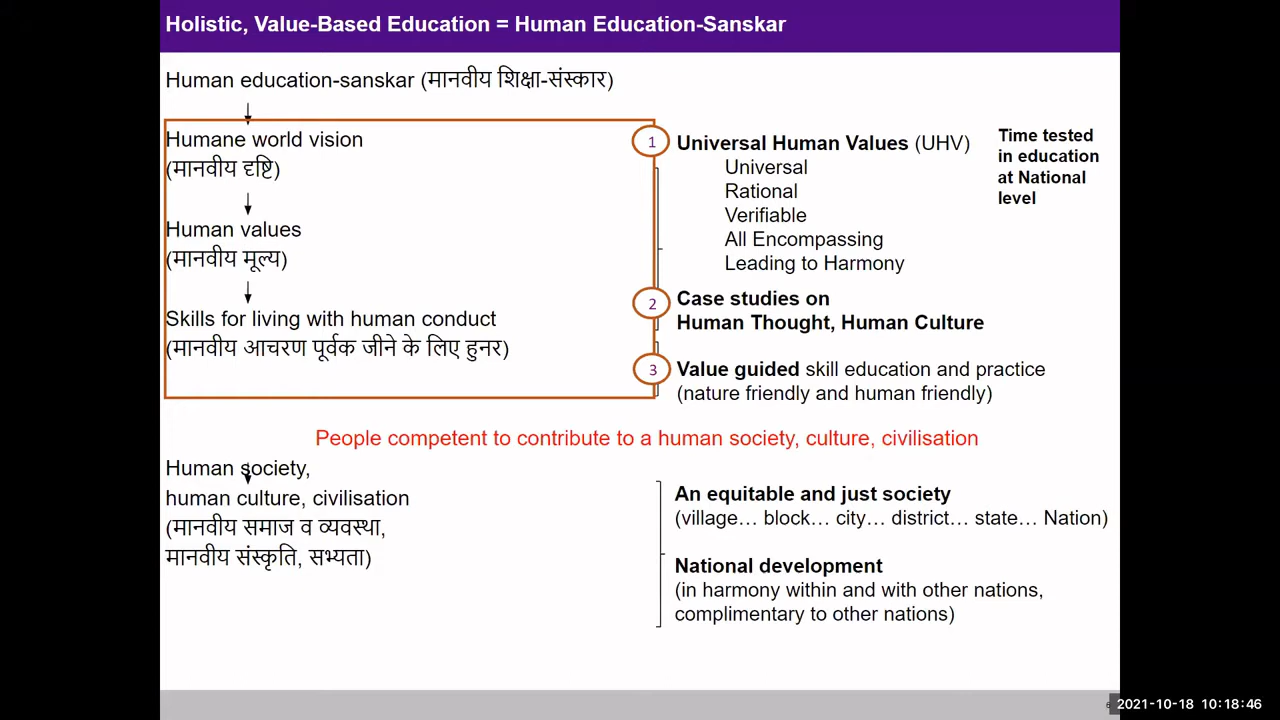 Holistic, Value-Based Education = Human Education-Sanskar
Human education-sanskar (मानवीय शिक्षा-संस्कार)
Humane world vision
(मानवीय दृष्टि)
Human values
(मानवीय मूल्य)
Skills for living with human conduct
(मानवीय आचरण पूर्वक जीने के लिए हुनर)
1
Universal Human Values (UHV)
Universal
Rational
Verifiable
All Encompassing
Leading to Harmony
Time tested
in education
at National
level
2
Case studies on
Human Thought, Human Culture
3
Value guided skill education and practice
(nature friendly and human friendly)
People competent to contribute to a human society, culture, civilisation
Human society,
human culture, civilisation
(मानवीय समाज व व्यवस्था,
मानवीय संस्कृति, सभ्यता)
An equitable and just society
(village… block… city… district… state… Nation)
National development
(in harmony within and with other nations,
complimentary to other nations)
2021-10-18 10:18:46